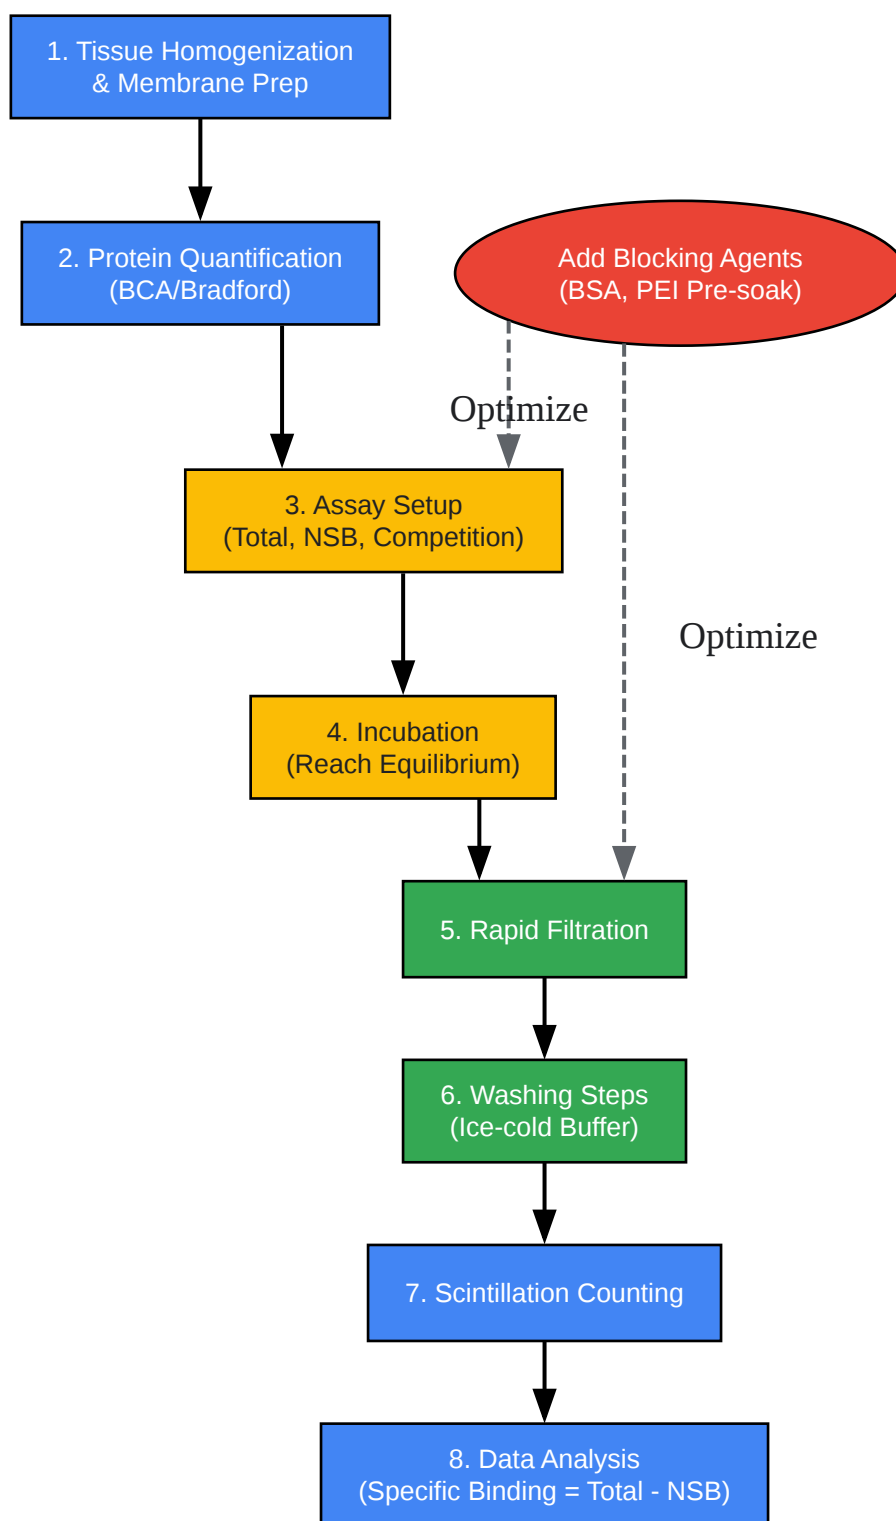 1. Tissue Homogenization
& Membrane Prep
2. Protein Quantification
(BCA/Bradford)
Add Blocking Agents
(BSA, PEI Pre-soak)
Optimize
3. Assay Setup
(Total, NSB, Competition)
Optimize
4. Incubation
(Reach Equilibrium)
5. Rapid Filtration
6. Washing Steps
(Ice-cold Buffer)
7. Scintillation Counting
8. Data Analysis
(Specific Binding = Total - NSB)